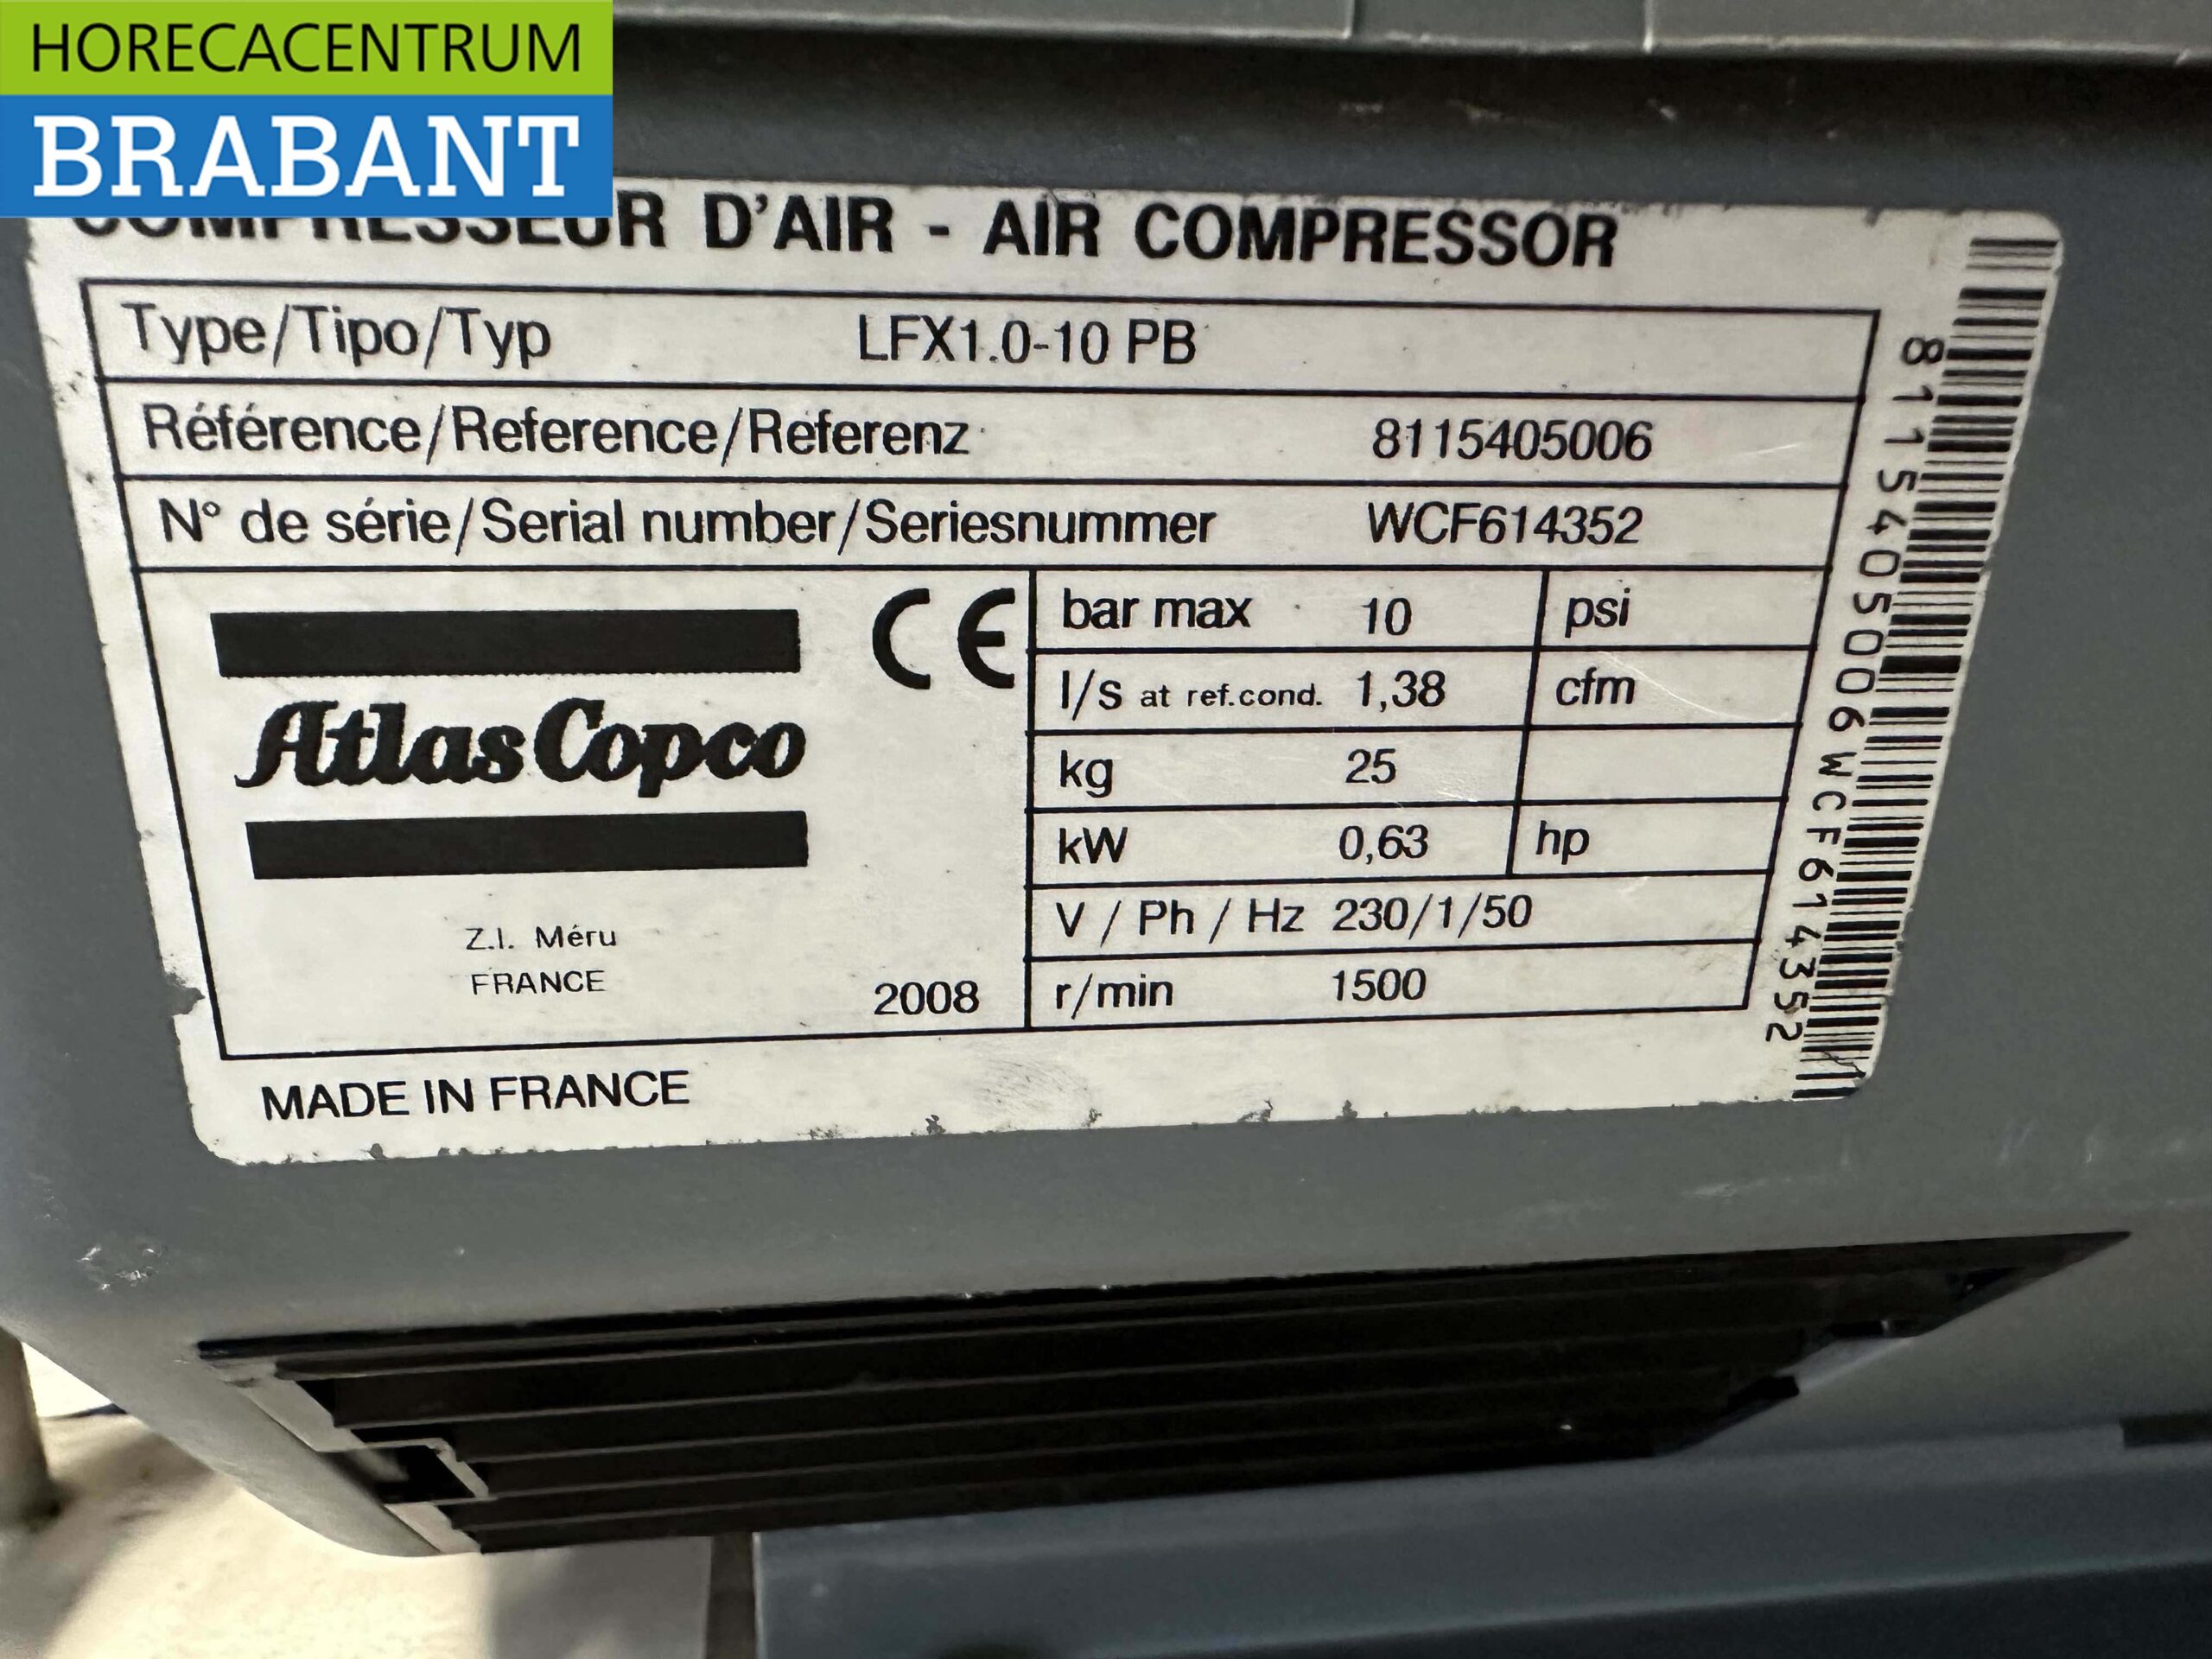 HORECACENTRUM
BRABANT
COMPRESSEUR D'AIR - AIR COMPRESSOR
Type/Tipo/Typ LFX1.0-10 PB
Référence/Reference/Referenz 8115405006
N° de série/Serial number/Seriesnummer WCF614352
CE
bar max 10 psi
l/s at ref.cond. 1,38 cfm
Atlas Copco
kg 25
kW 0,63 hp
V / Ph / Hz 230/1/50
Z.I. Méru
FRANCE
2008
r/min 1500
MADE IN FRANCE
8115405006WCF614352